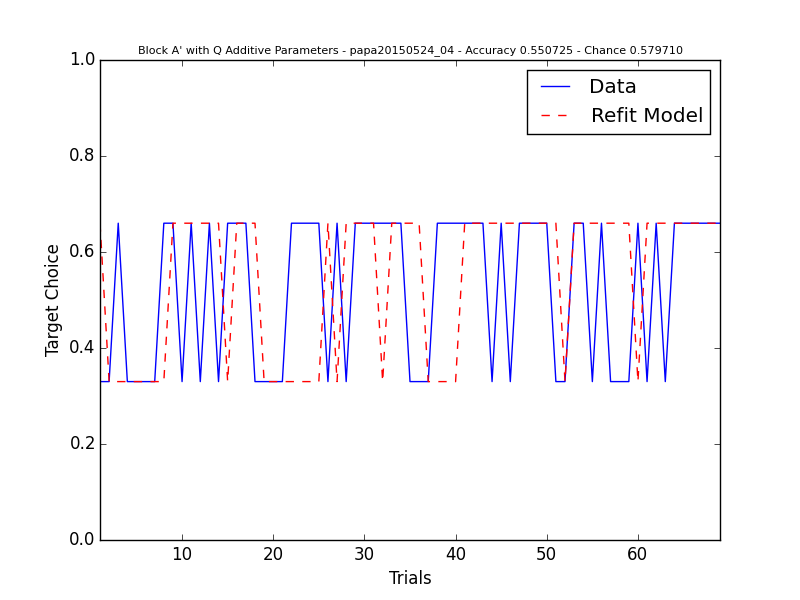 Block A' with Q Additive Parameters - papa20150524_04 - Accuracy 0.550725 - Chance 0.579710
1.0
Data
Refit Model
0.8
0.6
Target Choice
0.4
0.2
0.0
10
20
30
40
50
60
Trials